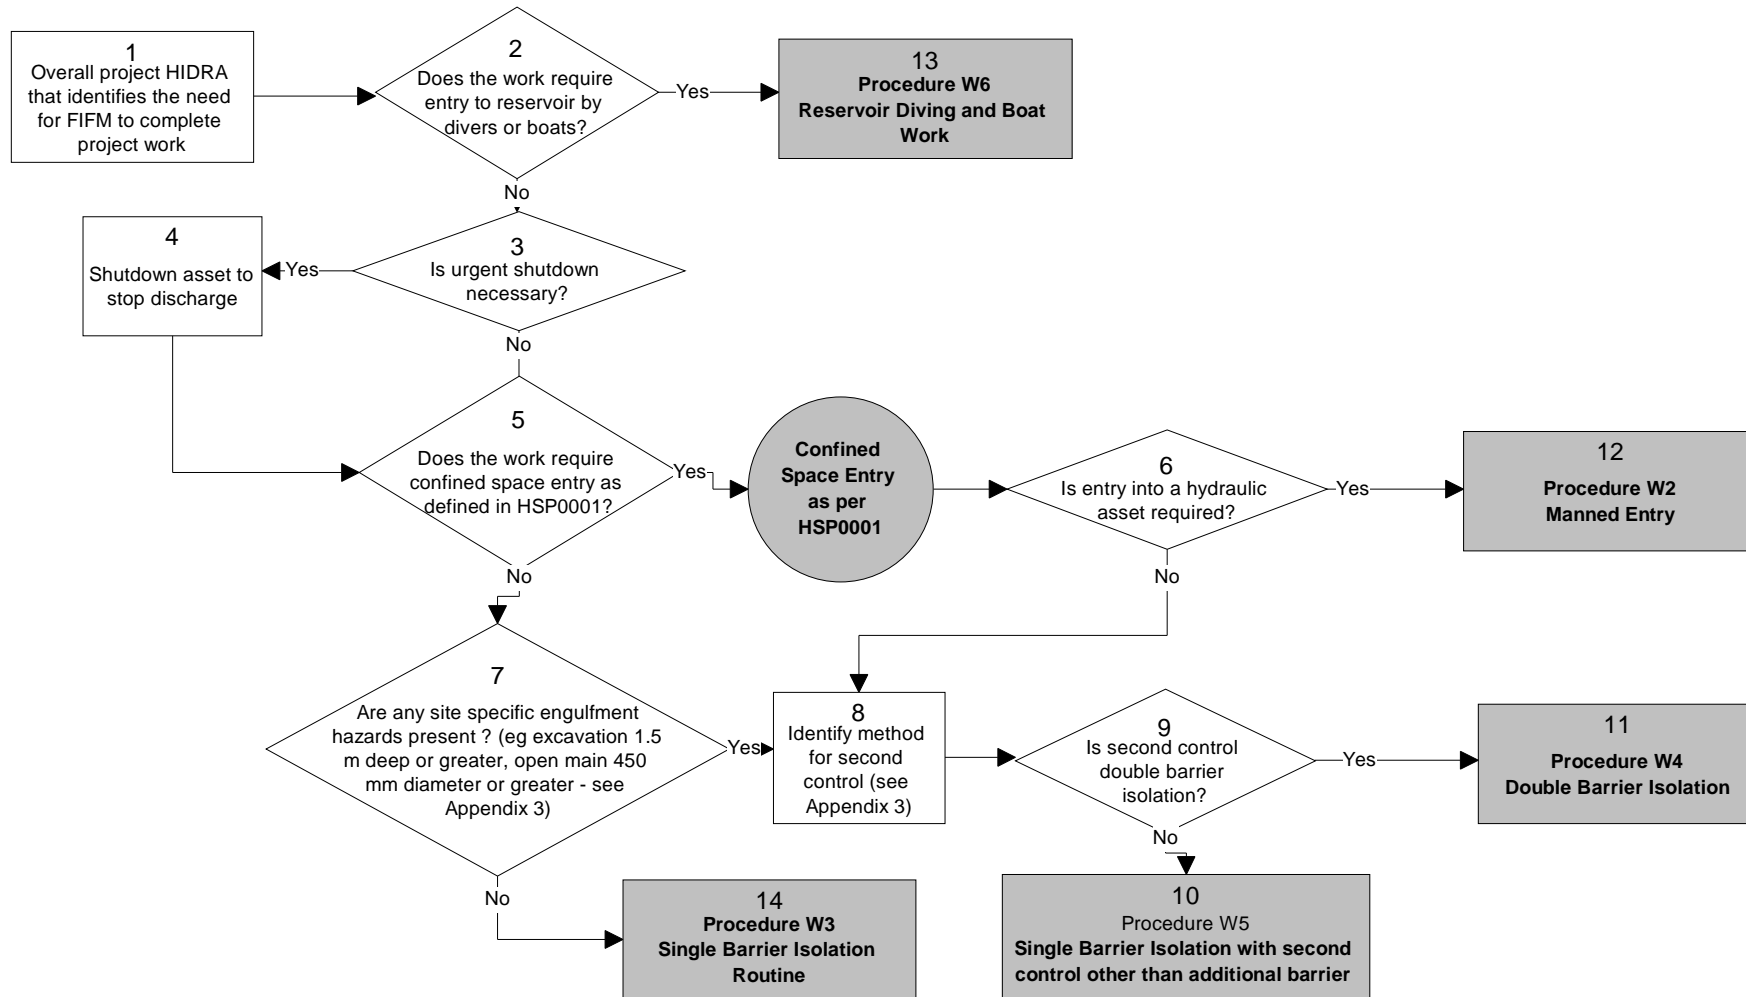 1
Overall project HIDRA
that identifies the need
for FIFM to complete
project work
2
Does the work require
entry to reservoir by
divers or boats?
Yes
13
Procedure W6
Reservoir Diving and Boat
Work
No
4
Shutdown asset to
stop discharge
Yes
3
Is urgent shutdown
necessary?
No
5
Does the work require
confined space entry as
defined in HSP0001?
Yes
Confined
Space Entry
as per
HSP0001
6
Is entry into a hydraulic
asset required?
Yes
12
Procedure W2
Manned Entry
No
No
7
Are any site specific engulfment
hazards present ? (eg excavation 1.5
m deep or greater, open main 450
mm diameter or greater - see
Appendix 3)
Yes
8
Identify method
for second
control (see
Appendix 3)
9
Is second control
double barrier
isolation?
Yes
11
Procedure W4
Double Barrier Isolation
No
No
14
Procedure W3
Single Barrier Isolation
Routine
10
Procedure W5
Single Barrier Isolation with second
control other than additional barrier